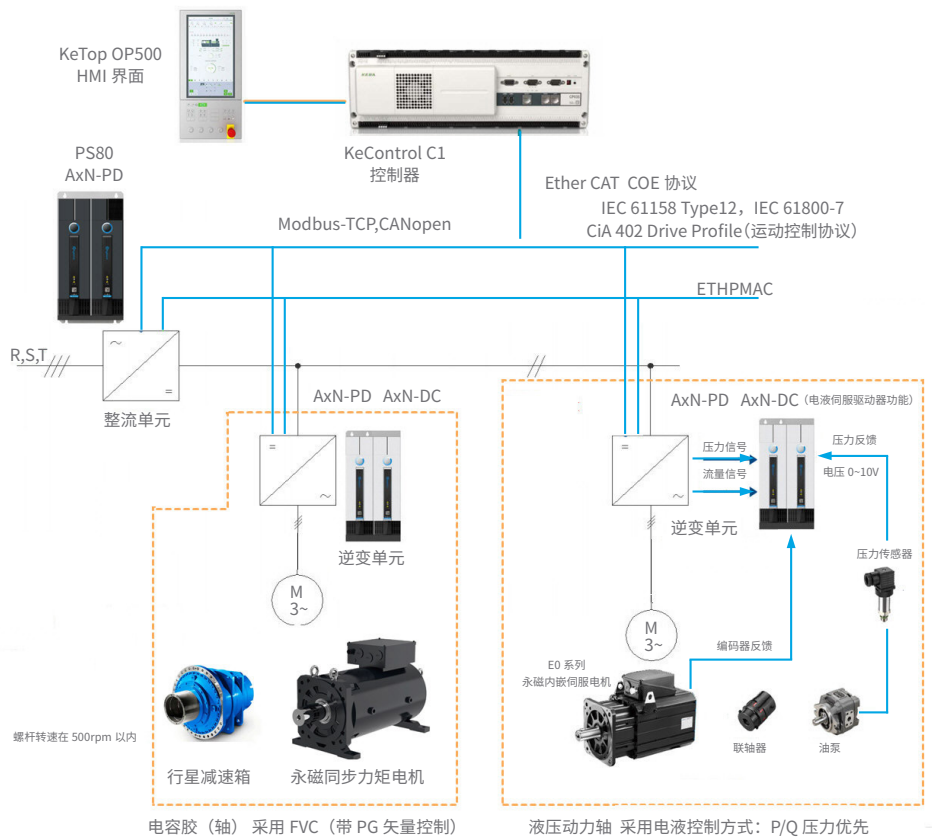 KeTop OP500
HMI 界面
KEBA
KeControl C1
控制器
PS80
AxN-PD
Ether CAT  COE 协议
IEC 61158 Type12，IEC 61800-7
CiA 402 Drive Profile（运动控制协议）
Modbus-TCP,CANopen
ETHPMAC
R,S,T
~
=
整流单元
AxN-PD   AxN-DC
=
~
逆变单元
M
3~
螺杆转速在 500rpm 以内
行星减速箱
永磁同步力矩电机
电容胶（轴） 采用 FVC（带 PG 矢量控制）
AxN-PD   AxN-DC（电液伺服驱动器功能）
=
~
压力信号
流量信号
逆变单元
压力反馈
电压 0~10V
压力传感器
M
3~
编码器反馈
E0 系列
永磁内嵌伺服电机
联轴器
油泵
液压动力轴  采用电液控制方式：P/Q 压力优先